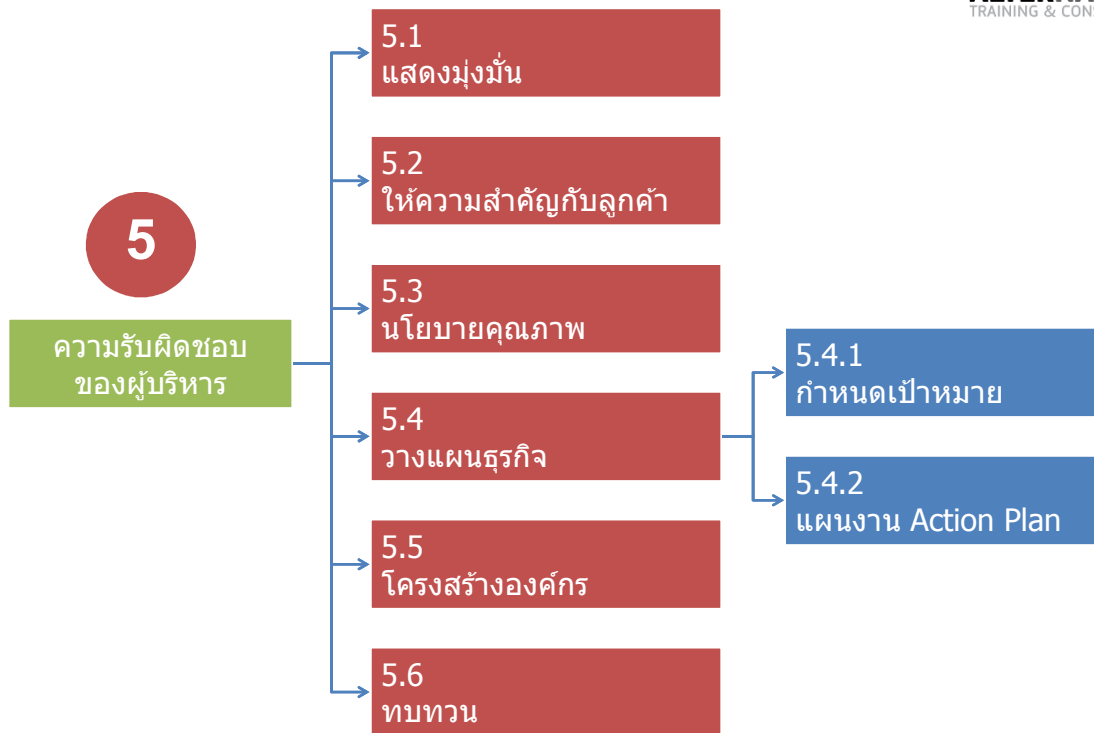 TRAINING & CONS
5.1
แสดงมุ่งมั่น
5.2
ให้ความสำคัญกับลูกค้า
5
5.3
นโยบายคุณภาพ
ความรับผิดชอบ
ของผู้บริหาร
5.4
วางแผนธุรกิจ
5.4.1
กำหนดเป้าหมาย
5.4.2
แผนงาน Action Plan
5.5
โครงสร้างองค์กร
5.6
ทบทวน